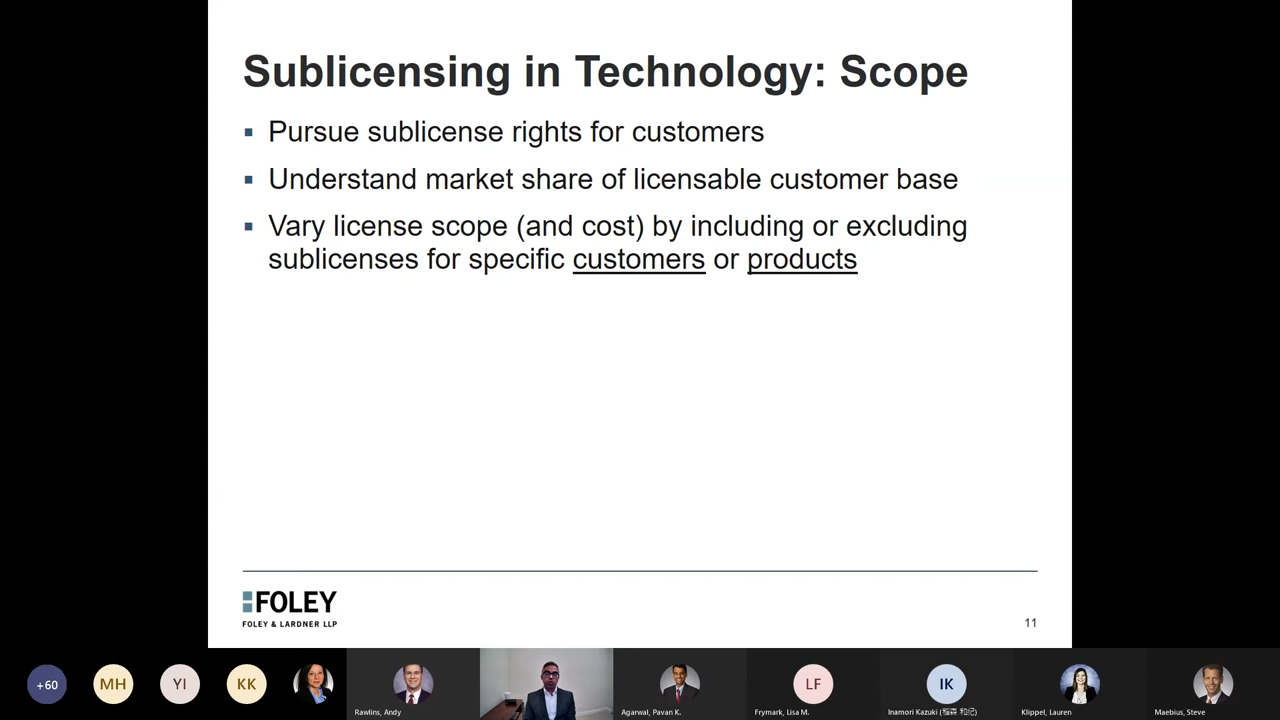 Sublicensing in Technology: Scope
Pursue sublicense rights for customers
Understand market share of licensable customer base
Vary license scope (and cost) by including or excluding
sublicenses for specific customers or products
FOLEY
FOLEY & LARDNER LLP
11
+60
MH
YI
KK
LF
IK
Rawlins, Andy
Agarwal, Pavan K.
Frymark, Lisa M.
Inamori Kazuki (
Klippel, Lauren
Maebius, Steve